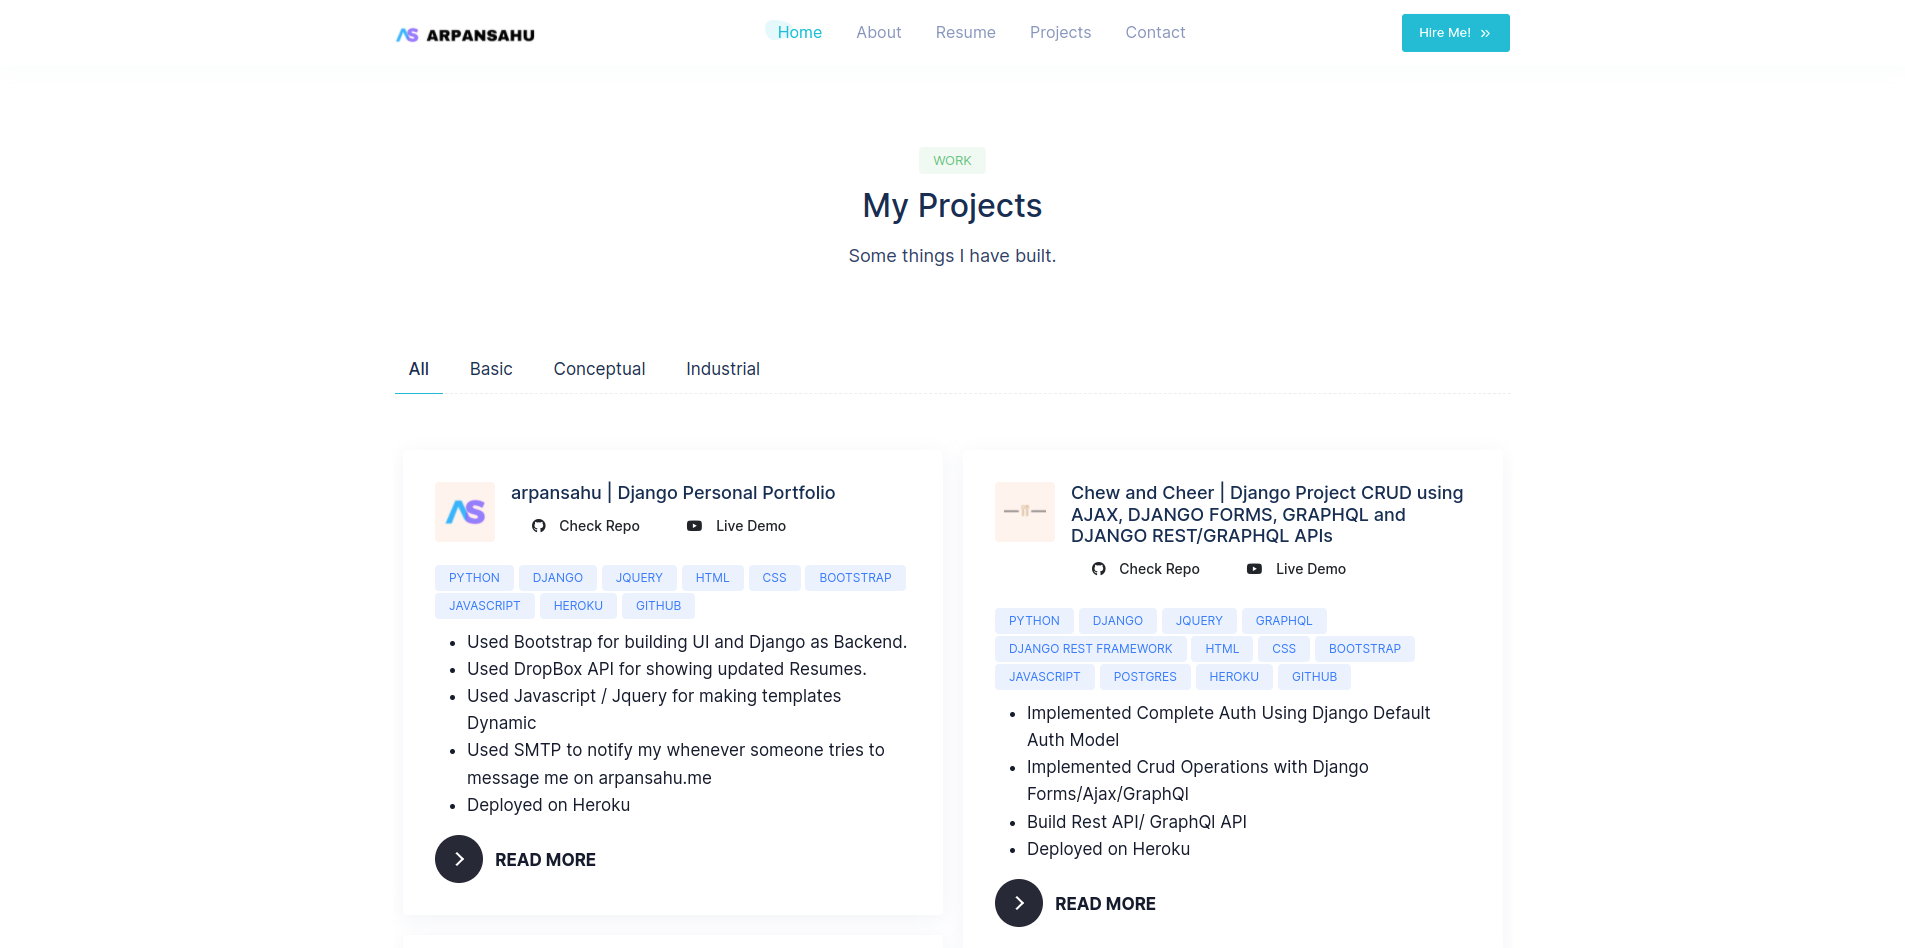 ARPANSAHU
Home About Resume Projects Contact
Hire Me! »
WORK
My Projects
Some things I have built.
All Basic Conceptual Industrial
AS
arpansahu | Django Personal Portfolio
Check Repo Live Demo
PYTHON DJANGO JQUERY HTML CSS BOOTSTRAP
JAVASCRIPT HEROKU GITHUB
• Used Bootstrap for building UI and Django as Backend.
• Used DropBox API for showing updated Resumes.
• Used Javascript / Jquery for making templates
Dynamic
• Used SMTP to notify my whenever someone tries to
message me on arpansahu.me
• Deployed on Heroku
READ MORE
Chew and Cheer | Django Project CRUD using
AJAX, DJANGO FORMS, GRAPHQL and
DJANGO REST/GRAPHQL APIs
Check Repo Live Demo
PYTHON DJANGO JQUERY GRAPHQL
DJANGO REST FRAMEWORK HTML CSS BOOTSTRAP
JAVASCRIPT POSTGRES HEROKU GITHUB
• Implemented Complete Auth Using Django Default
Auth Model
• Implemented Crud Operations with Django
Forms/Ajax/GraphQl
• Build Rest API/ GraphQl API
• Deployed on Heroku
READ MORE